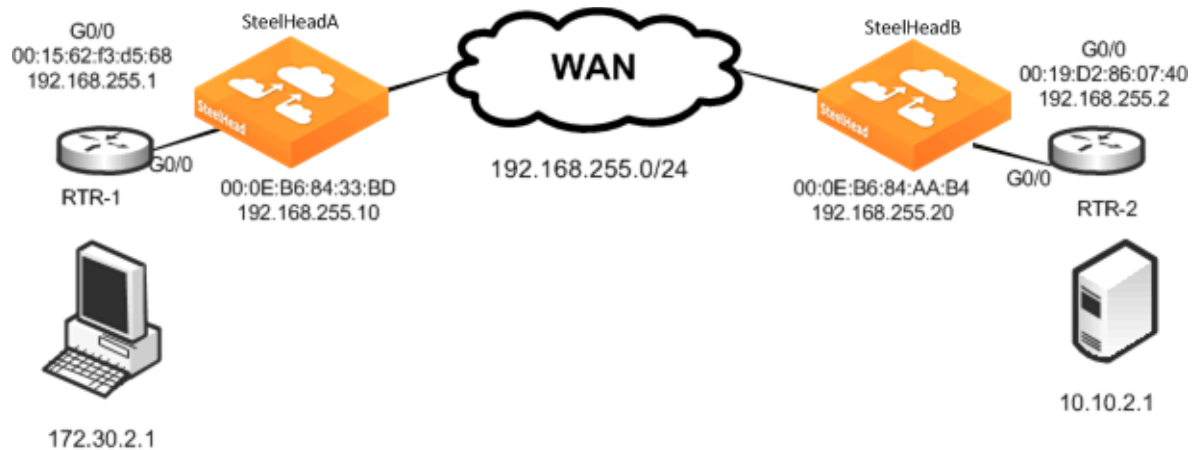 G0/0
00:15:62:f3:d5:68
192.168.255.1
SteelHeadA
SteelHead
G0/0
RTR-1
00:0E:B6:84:33:BD
192.168.255.10
172.30.2.1
WAN
192.168.255.0/24
SteelHeadB
SteelHead
00:0E:B6:84:AA:B4
192.168.255.20
G0/0
00:19:D2:86:07:40
192.168.255.2
G0/0
RTR-2
10.10.2.1